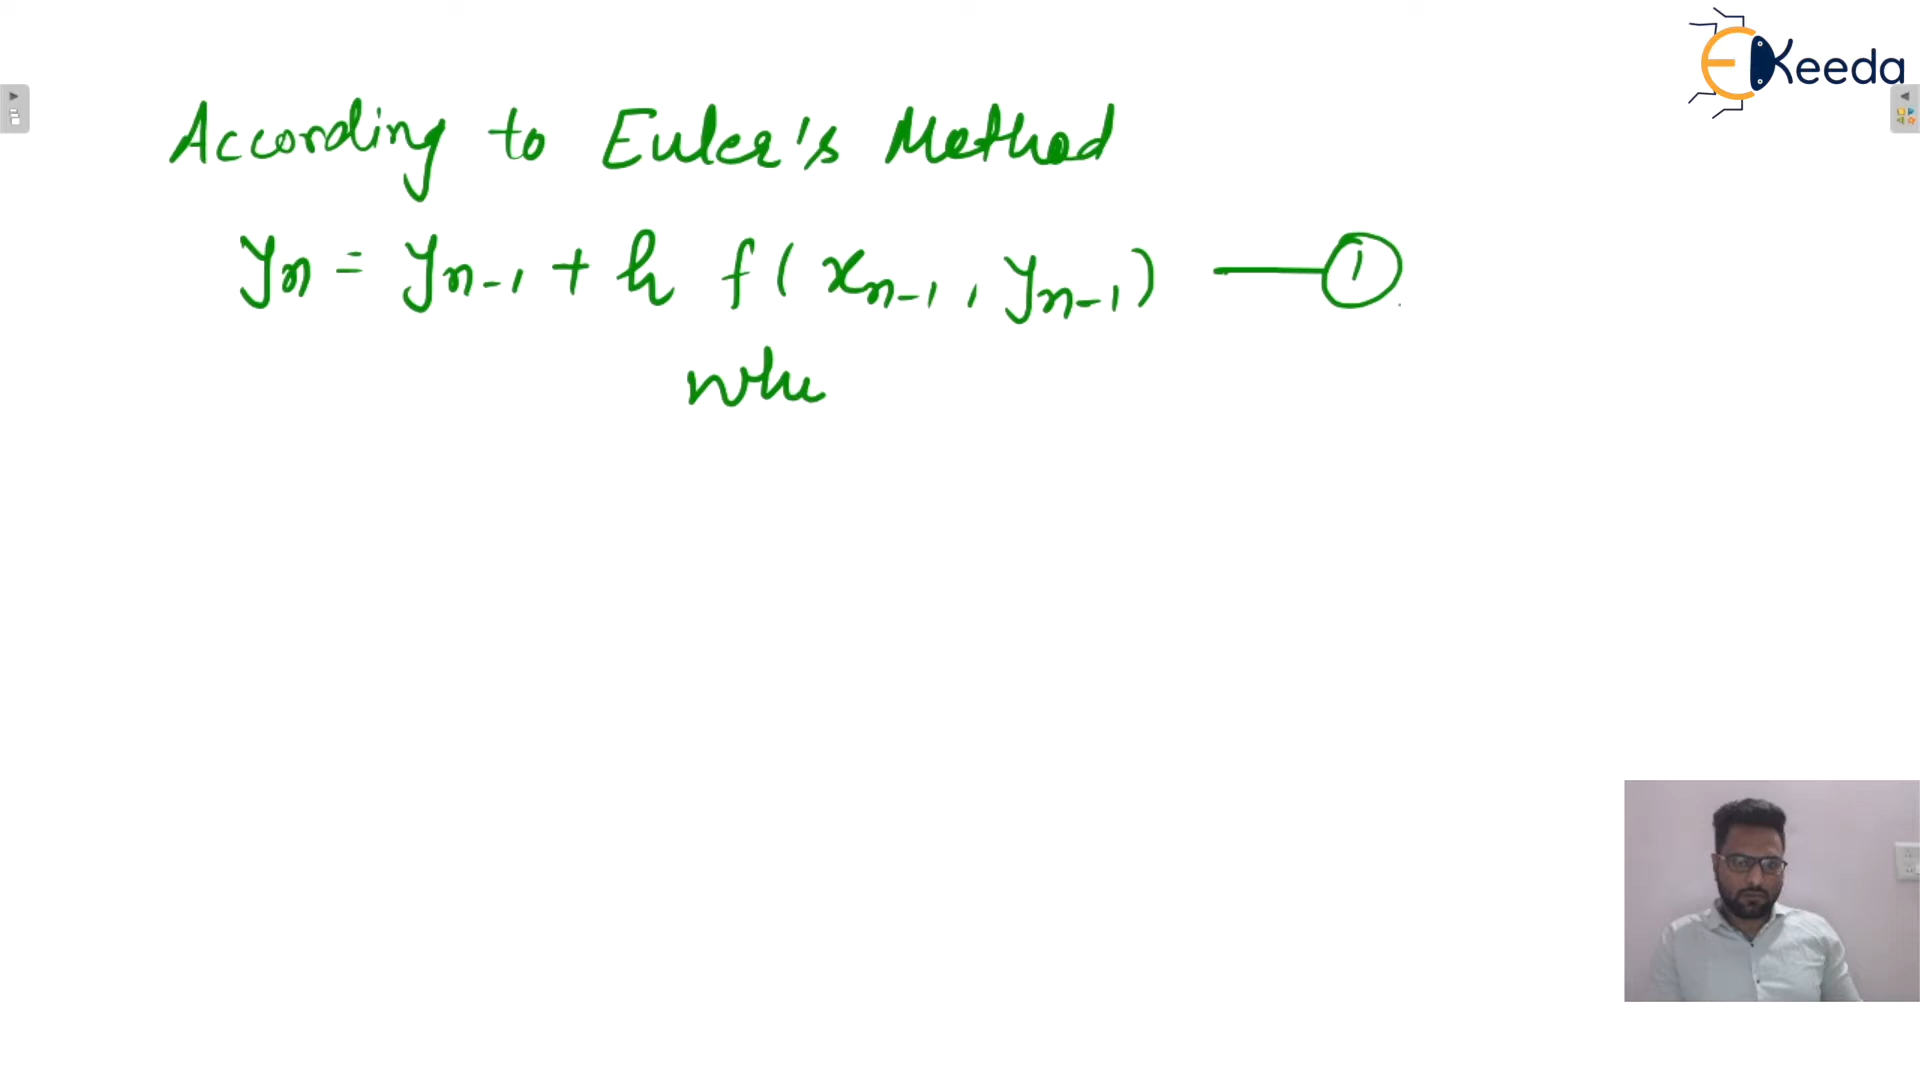 EKeeda
According to Euler's Method
yn = yn-1 + h f(xn-1, yn-1) —— ①
whe